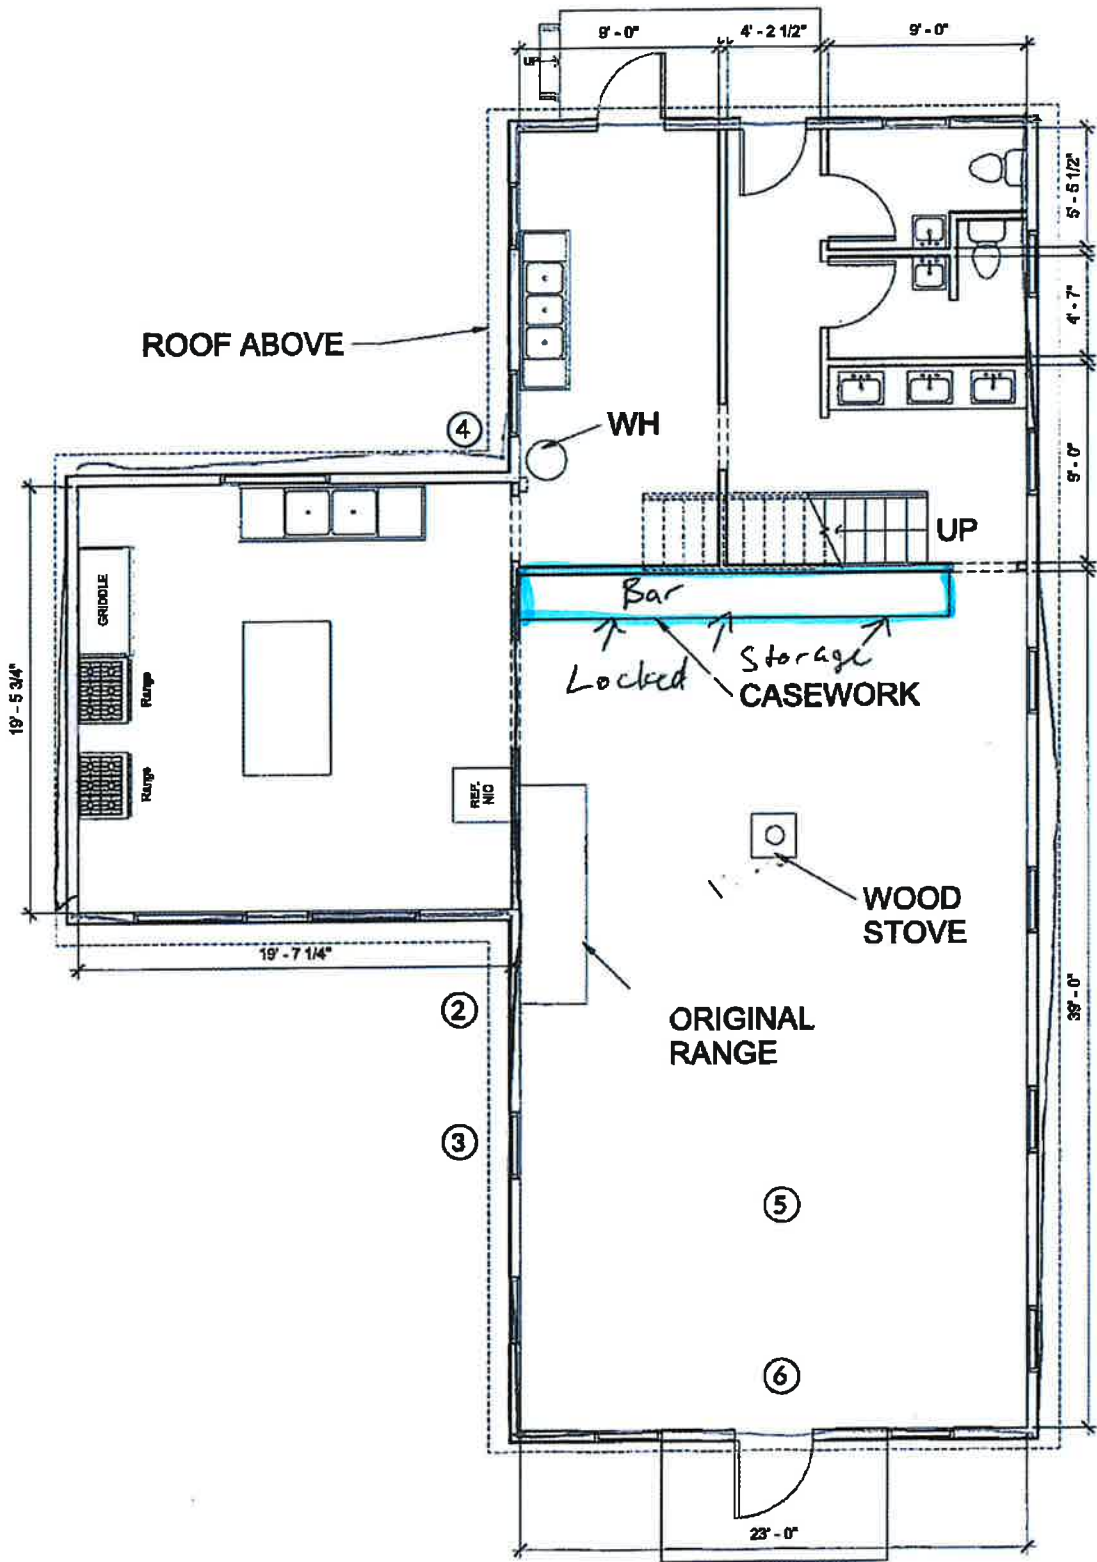 9' - 0"
4' - 2 1/2"
9' - 0"
UP
5' - 5 1/2"
4' - 7"
ROOF ABOVE
4
WH
9' - 0"
UP
GRIDDLE
Bar
Locked
Storage
CASEWORK
Range
19' - 5 3/4"
Range
REF.
NIC
WOOD
STOVE
19' - 7 1/4"
2
ORIGINAL
RANGE
39' - 0"
3
5
6
23' - 0"